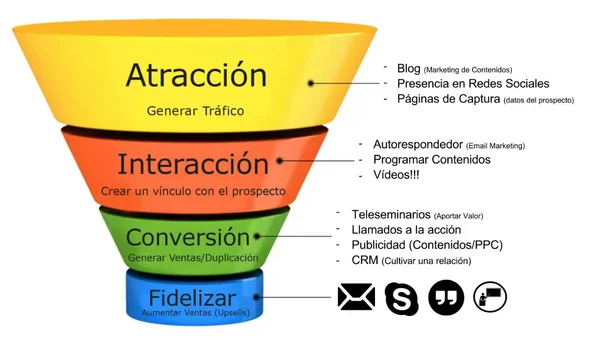 Atracción
Generar Tráfico
- Blog (Marketing de Contenidos)
- Presencia en Redes Sociales
- Páginas de Captura (datos del prospecto)
Interacción
Crear un vínculo con el prospecto
- Autorespondedor (Email Marketing)
- Programar Contenidos
- Vídeos!!!
Conversión
Generar Ventas/Duplicación
- Teleseminarios (Aportar Valor)
- Llamados a la acción
- Publicidad (Contenidos/PPC)
- CRM (Cultivar una relación)
Fidelizar
Aumentar Ventas (Upsells)